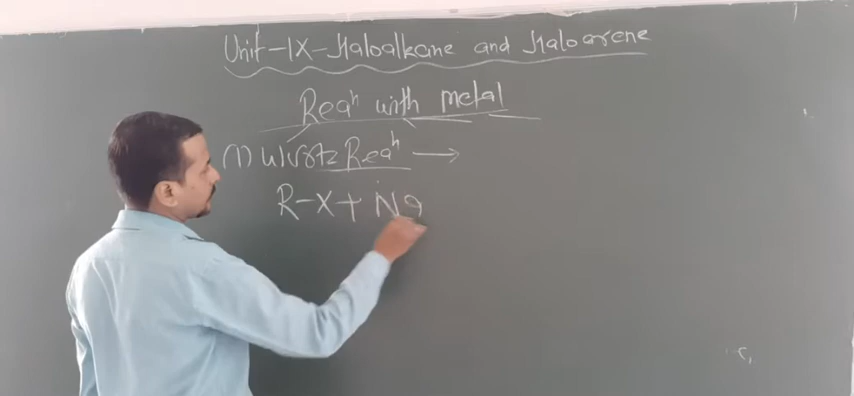 Unit-IX-Haloalkane and Haloarene
Reaⁿ with metal
(1) Wurtz Reaⁿ →
R-X + Na